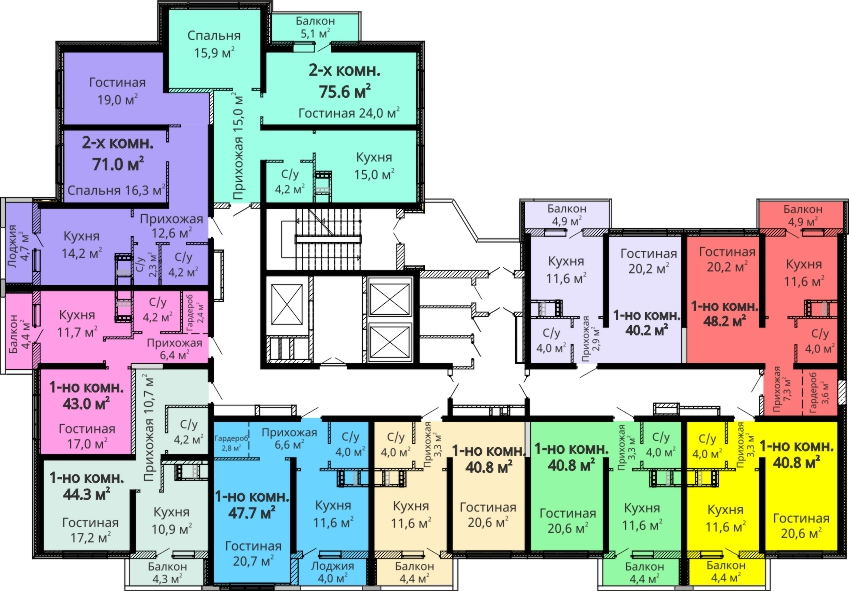 Спальня
15,9 м²
Балкон
5,1 м²
2-х комн.
75.6 м²
Гостиная 24,0 м²
Прихожая 15,0 м²
С/у
4,2 м²
Кухня
15,0 м²
Гостиная
19,0 м²
2-х комн.
71.0 м²
Спальня 16,3 м²
Прихожая
12,6 м²
Лоджия
4,7 м²
Кухня
14,2 м²
С/у
2,3 м²
С/у
4,2 м²
Балкон
4,4 м²
Кухня
11,7 м²
С/у
4,2 м²
Гардероб
2,4 м²
Прихожая
6,4 м²
1-но комн.
43.0 м²
Гостиная
17,0 м²
Прихожая 10,7 м²
С/у
4,2 м²
1-но комн.
44.3 м²
Гостиная
17,2 м²
Кухня
10,9 м²
Балкон
4,3 м²
Гардероб
2,8 м²
Прихожая
6,6 м²
С/у
4,0 м²
1-но комн.
47.7 м²
Гостиная
20,7 м²
Кухня
11,6 м²
Лоджия
4,0 м²
С/у
4,0 м²
Прихожая
3,3 м²
1-но комн.
40.8 м²
Кухня
11,6 м²
Гостиная
20,6 м²
Балкон
4,4 м²
1-но комн.
40.8 м²
Прихожая
3,3 м²
С/у
4,0 м²
Гостиная
20,6 м²
Кухня
11,6 м²
Балкон
4,4 м²
С/у
4,0 м²
Прихожая
3,3 м²
1-но комн.
40.8 м²
Кухня
11,6 м²
Гостиная
20,6 м²
Балкон
4,4 м²
Балкон
4,9 м²
Кухня
11,6 м²
Гостиная
20,2 м²
1-но комн.
40.2 м²
С/у
4,0 м²
Прихожая
2,9 м²
Балкон
4,9 м²
Гостиная
20,2 м²
Кухня
11,6 м²
1-но комн.
48.2 м²
С/у
4,0 м²
Прихожая
7,3 м²
Гардероб
3,6 м²